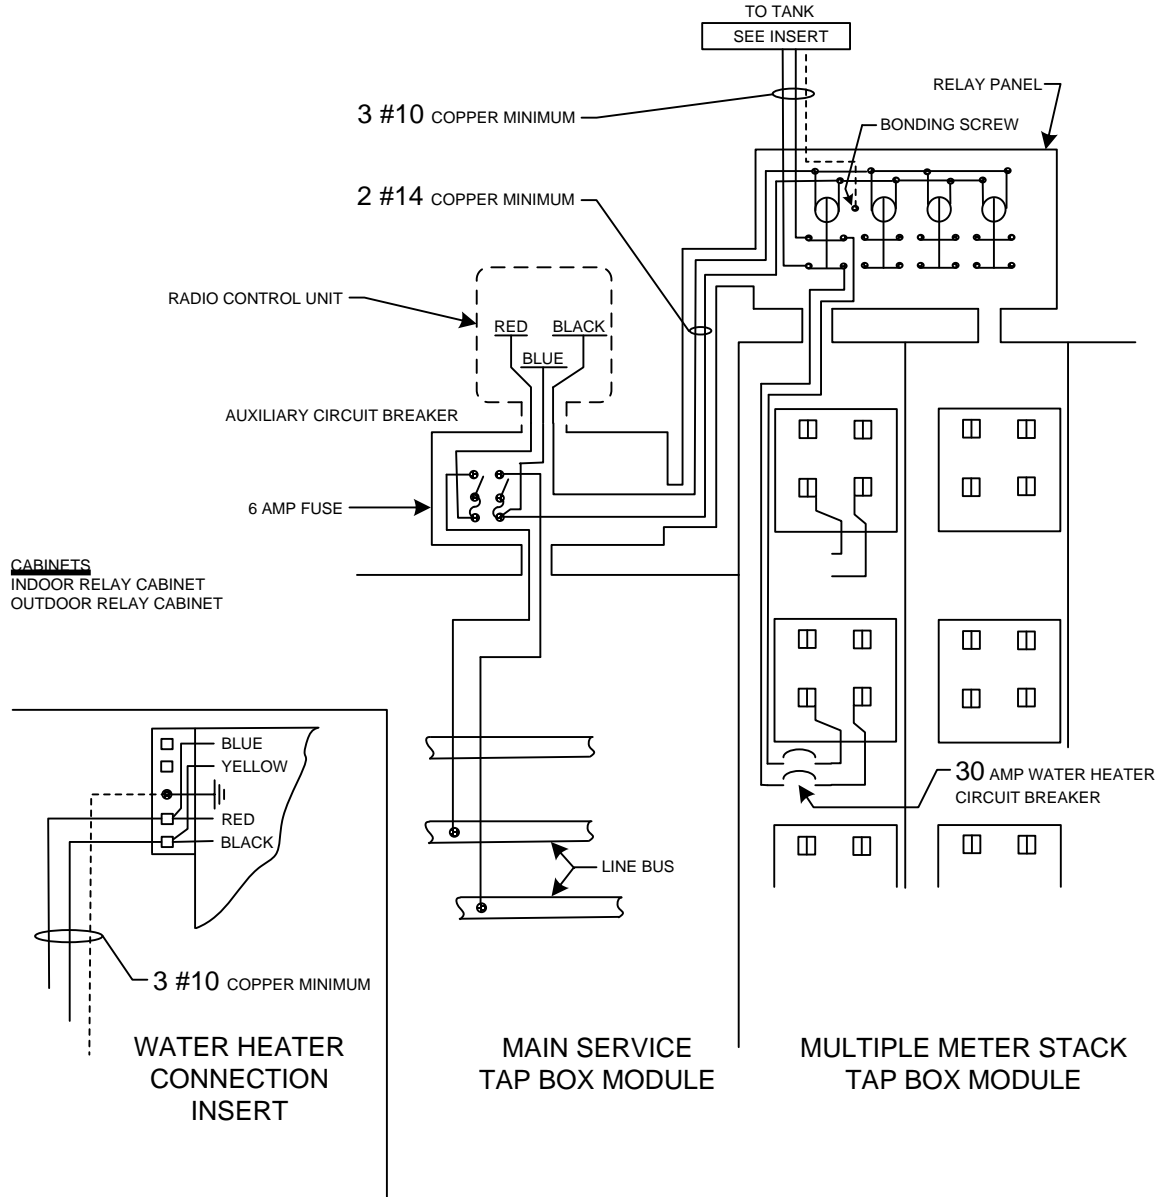 TO TANK
SEE INSERT
RELAY PANEL
3 #10 COPPER MINIMUM
BONDING SCREW
2 #14 COPPER MINIMUM
RADIO CONTROL UNIT
RED
BLACK
BLUE
AUXILIARY CIRCUIT BREAKER
6 AMP FUSE
CABINETS
INDOOR RELAY CABINET
OUTDOOR RELAY CABINET
BLUE
YELLOW
RED
BLACK
30 AMP WATER HEATER
CIRCUIT BREAKER
LINE BUS
3 #10 COPPER MINIMUM
WATER HEATER
CONNECTION
INSERT
MAIN SERVICE
TAP BOX MODULE
MULTIPLE METER STACK
TAP BOX MODULE